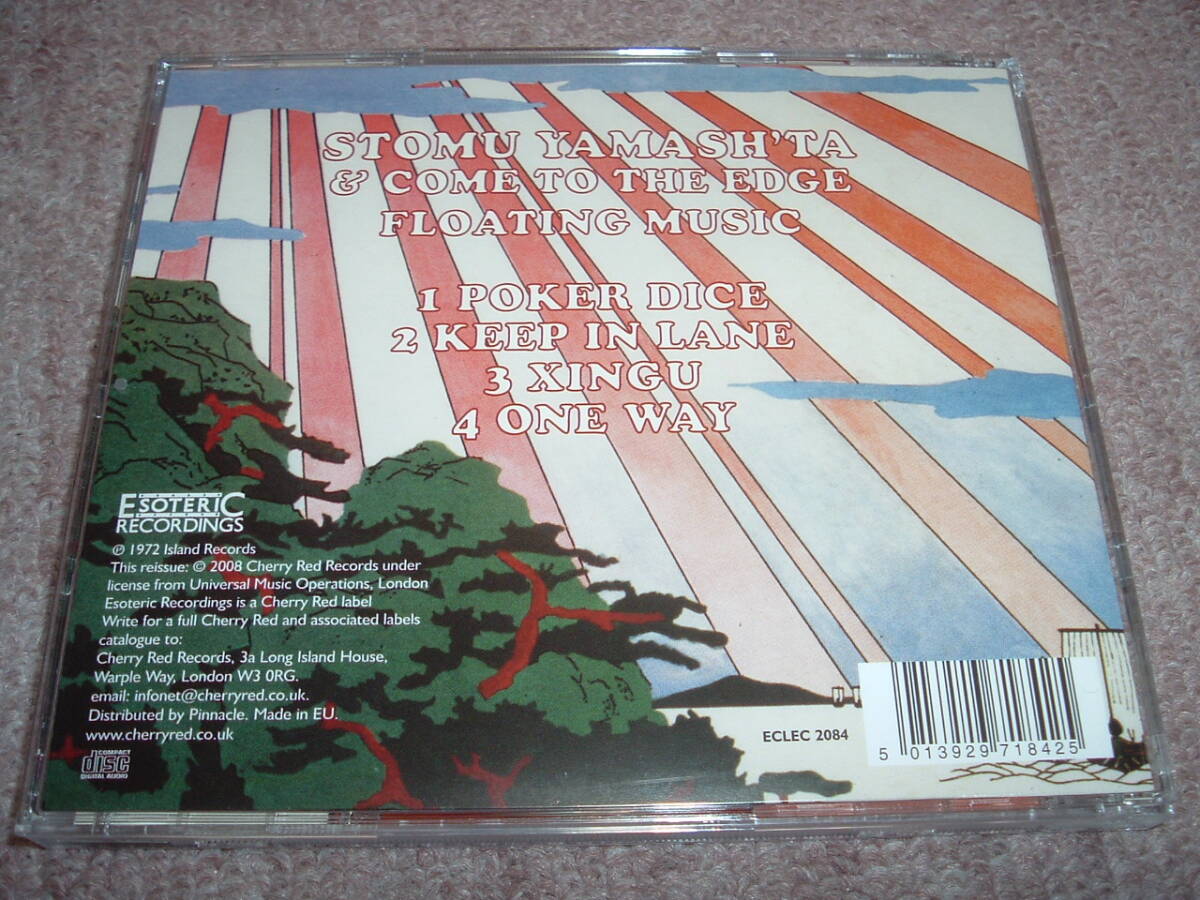 STOMU YAMASH'TA
& COME TO THE EDGE
FLOATING MUSIC
1 POKER DICE
2 KEEP IN LANE
3 XINGU
4 ONE WAY
ESOTERIC
RECORDINGS
℗ 1972 Island Records
This reissue: © 2008 Cherry Red Records under
license from Universal Music Operations, London
Esoteric Recordings is a Cherry Red label
Write for a full Cherry Red and associated labels
catalogue to:
Cherry Red Records, 3a Long Island House,
Warple Way, London W3 0RG.
email: infonet@cherryred.co.uk.
Distributed by Pinnacle. Made in EU.
www.cherryred.co.uk
COMPACT
disc
DIGITAL AUDIO
ECLEC 2084
5 013929 718425